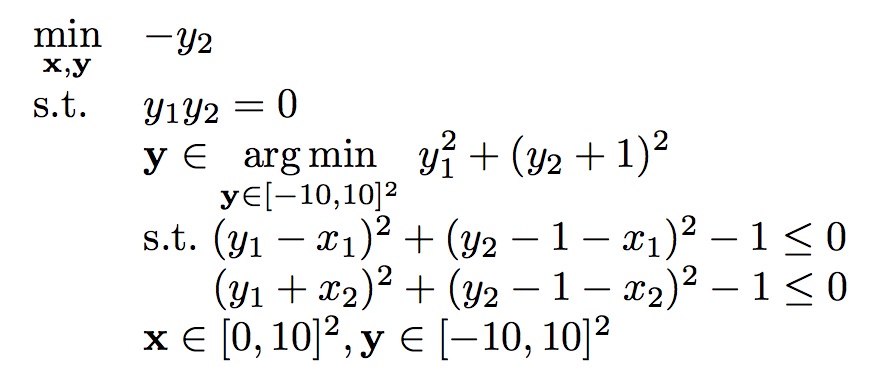 min −y₂
x,y
s.t. y₁y₂ = 0
y ∈ arg min y₁² + (y₂ + 1)²
y∈[−10,10]²
s.t. (y₁ − x₁)² + (y₂ − 1 − x₁)² − 1 ≤ 0
(y₁ + x₂)² + (y₂ − 1 − x₂)² − 1 ≤ 0
x ∈ [0, 10]², y ∈ [−10, 10]²